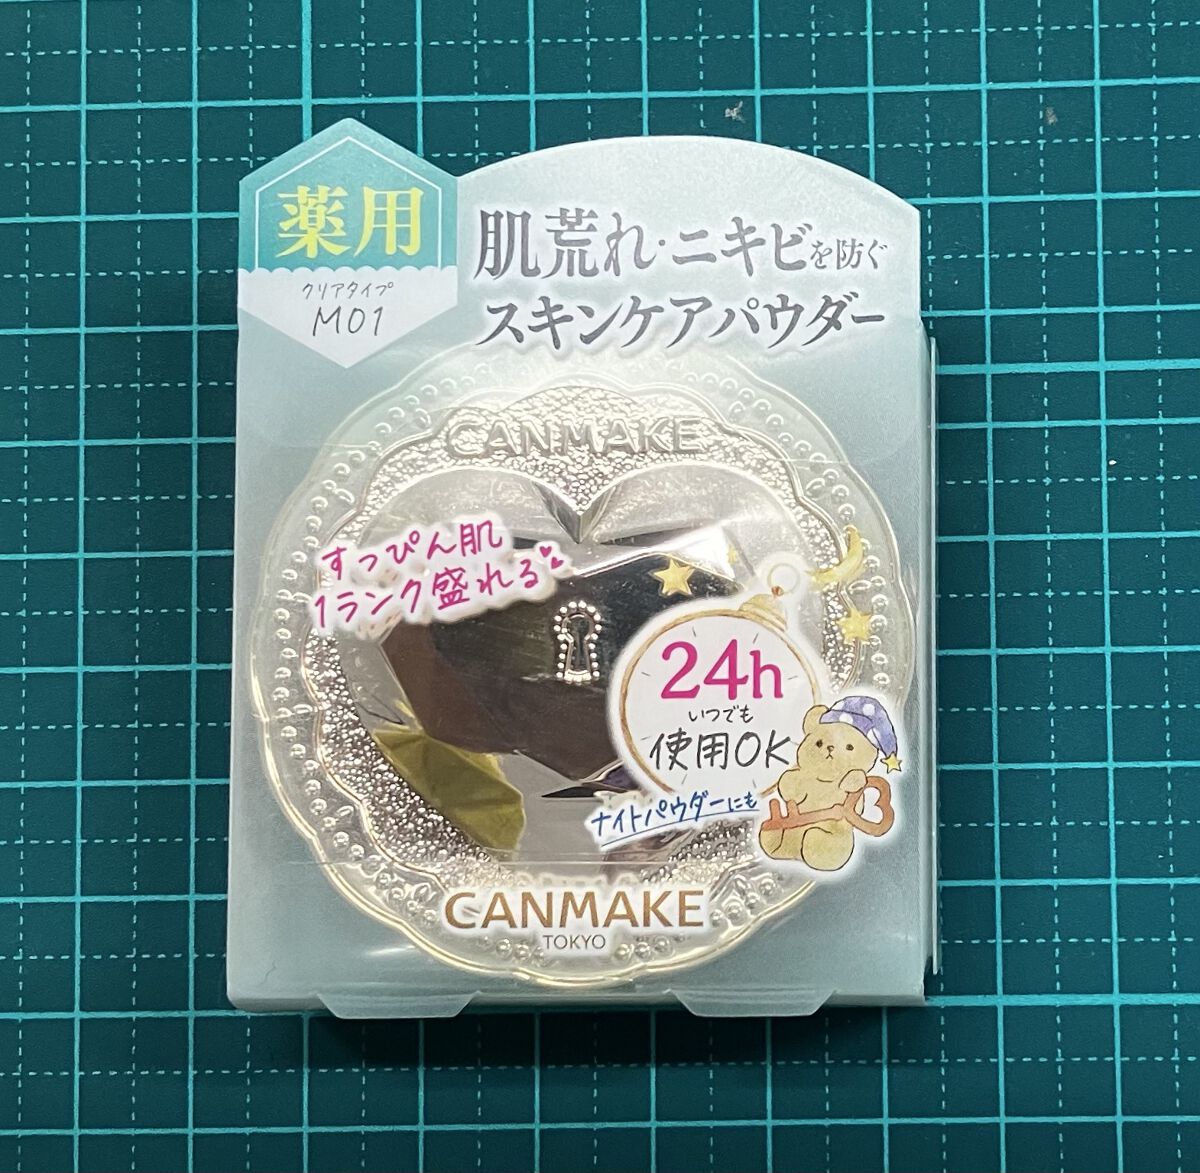 薬用
クリアタイプ
M01
肌荒れ・ニキビを防ぐ
スキンケアパウダー
CANMAKE
すっぴん肌
1ランク盛れる
24h
いつでも
使用OK
ナイトパウダーにも
CANMAKE
TOKYO